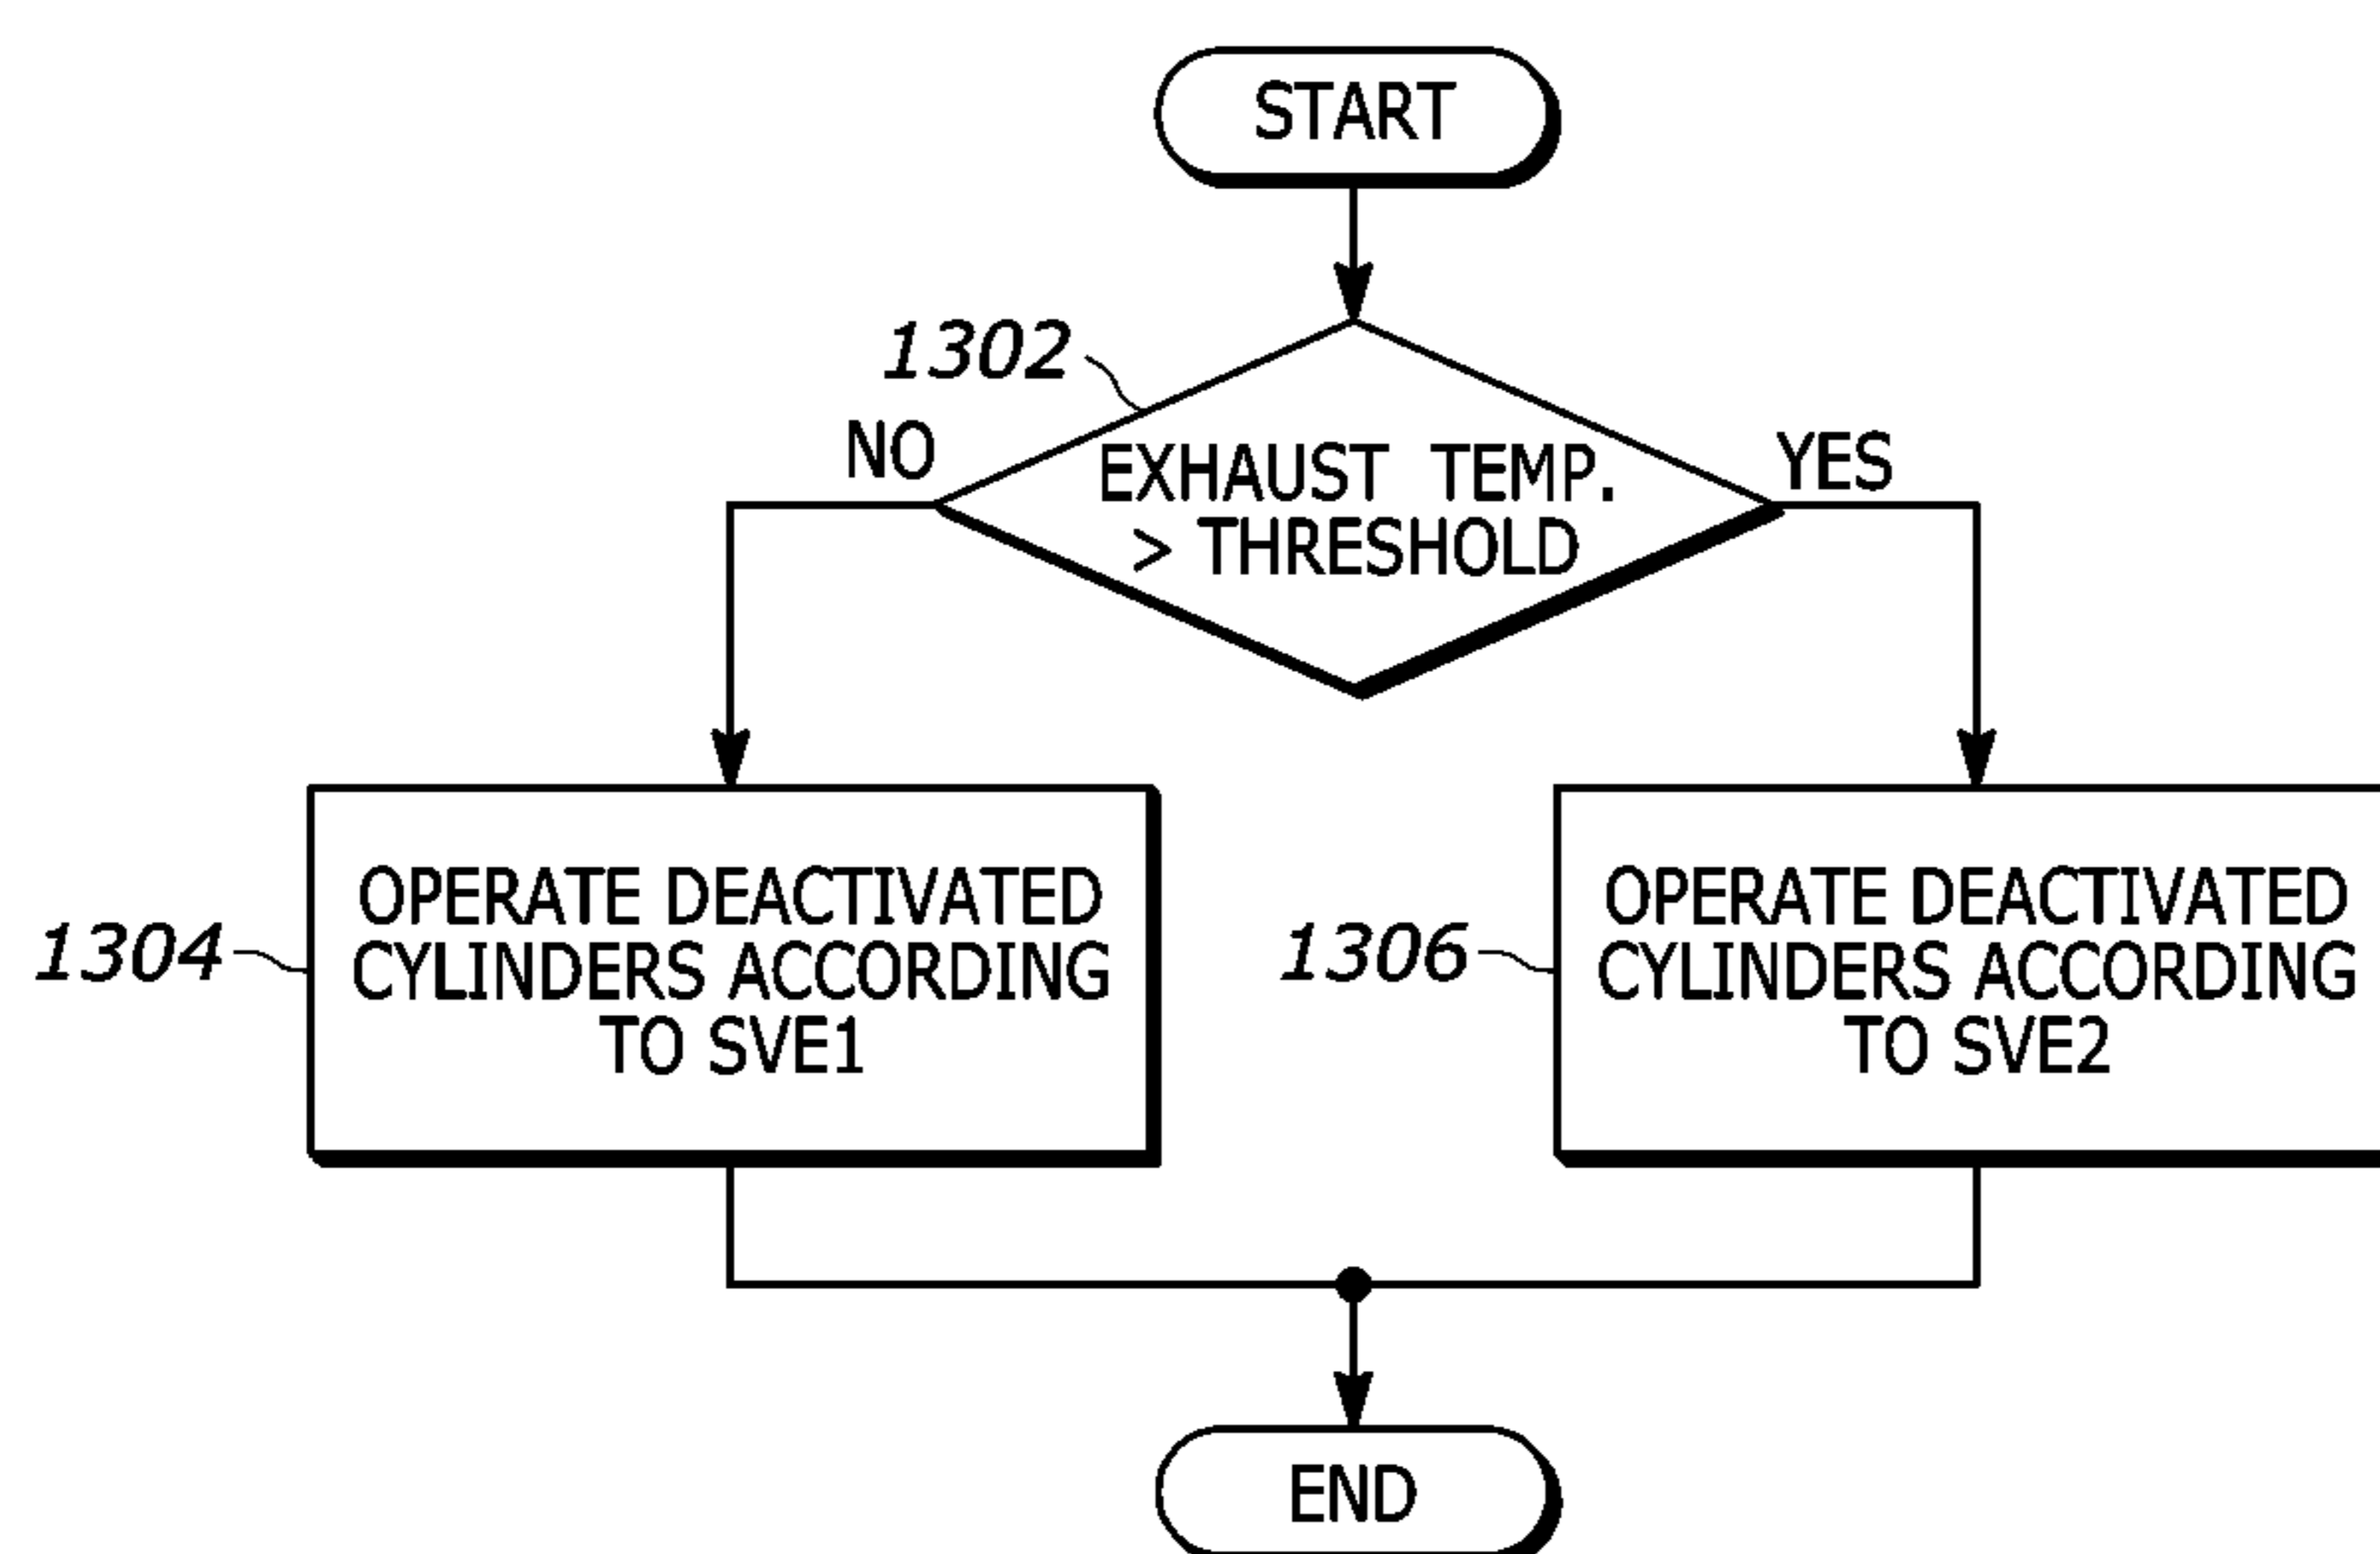 START
1302
NO
YES
EXHAUST TEMP.
> THRESHOLD
1304
OPERATE DEACTIVATED
CYLINDERS ACCORDING
TO SVE1
1306
OPERATE DEACTIVATED
CYLINDERS ACCORDING
TO SVE2
END